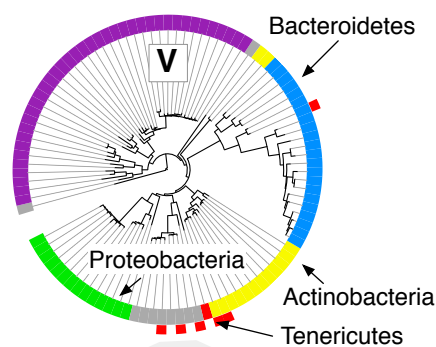 Bacteroidetes
V
Proteobacteria
Actinobacteria
Tenericutes